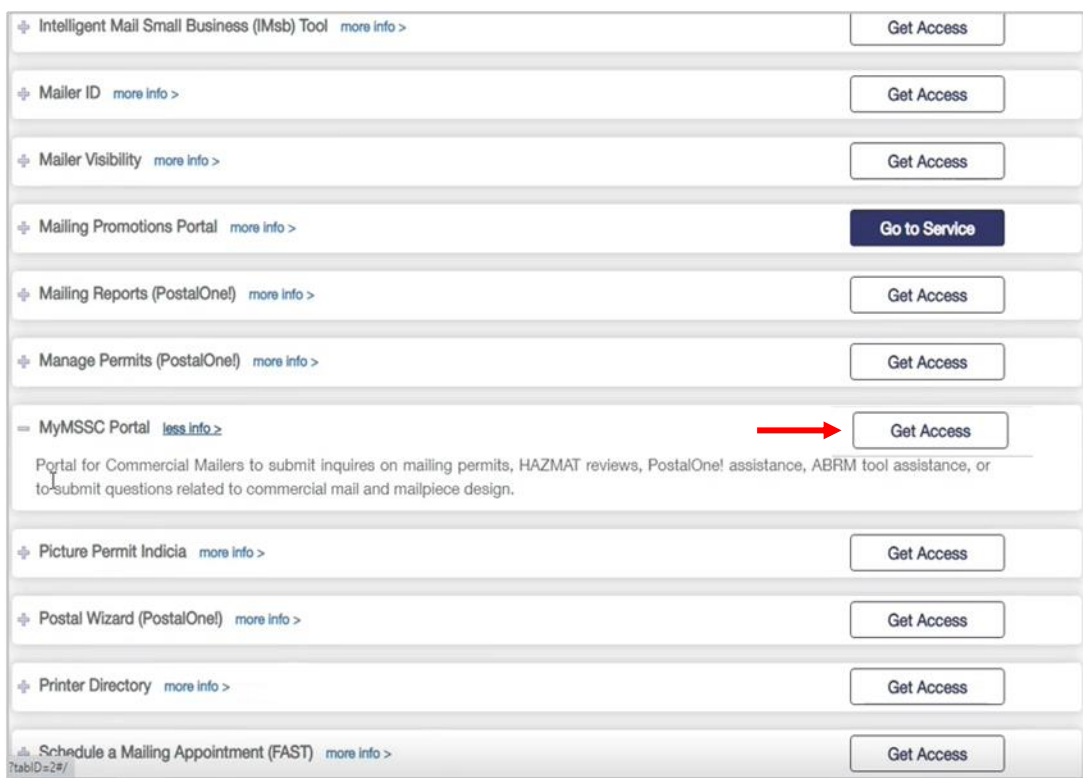 Intelligent Mail Small Business (IMsb) Tool more info > Get Access
Mailer ID more info > Get Access
Mailer Visibility more info > Get Access
Mailing Promotions Portal more info > Go to Service
Mailing Reports (PostalOne!) more info > Get Access
Manage Permits (PostalOne!) more info > Get Access
MyMSSC Portal less info > Get Access
Portal for Commercial Mailers to submit inquires on mailing permits, HAZMAT reviews, PostalOne! assistance, ABRM tool assistance, or
to submit questions related to commercial mail and mailpiece design.
Picture Permit Indicia more info > Get Access
Postal Wizard (PostalOne!) more info > Get Access
Printer Directory more info > Get Access
Schedule a Mailing Appointment (FAST) more info > Get Access
?tabID=2#/